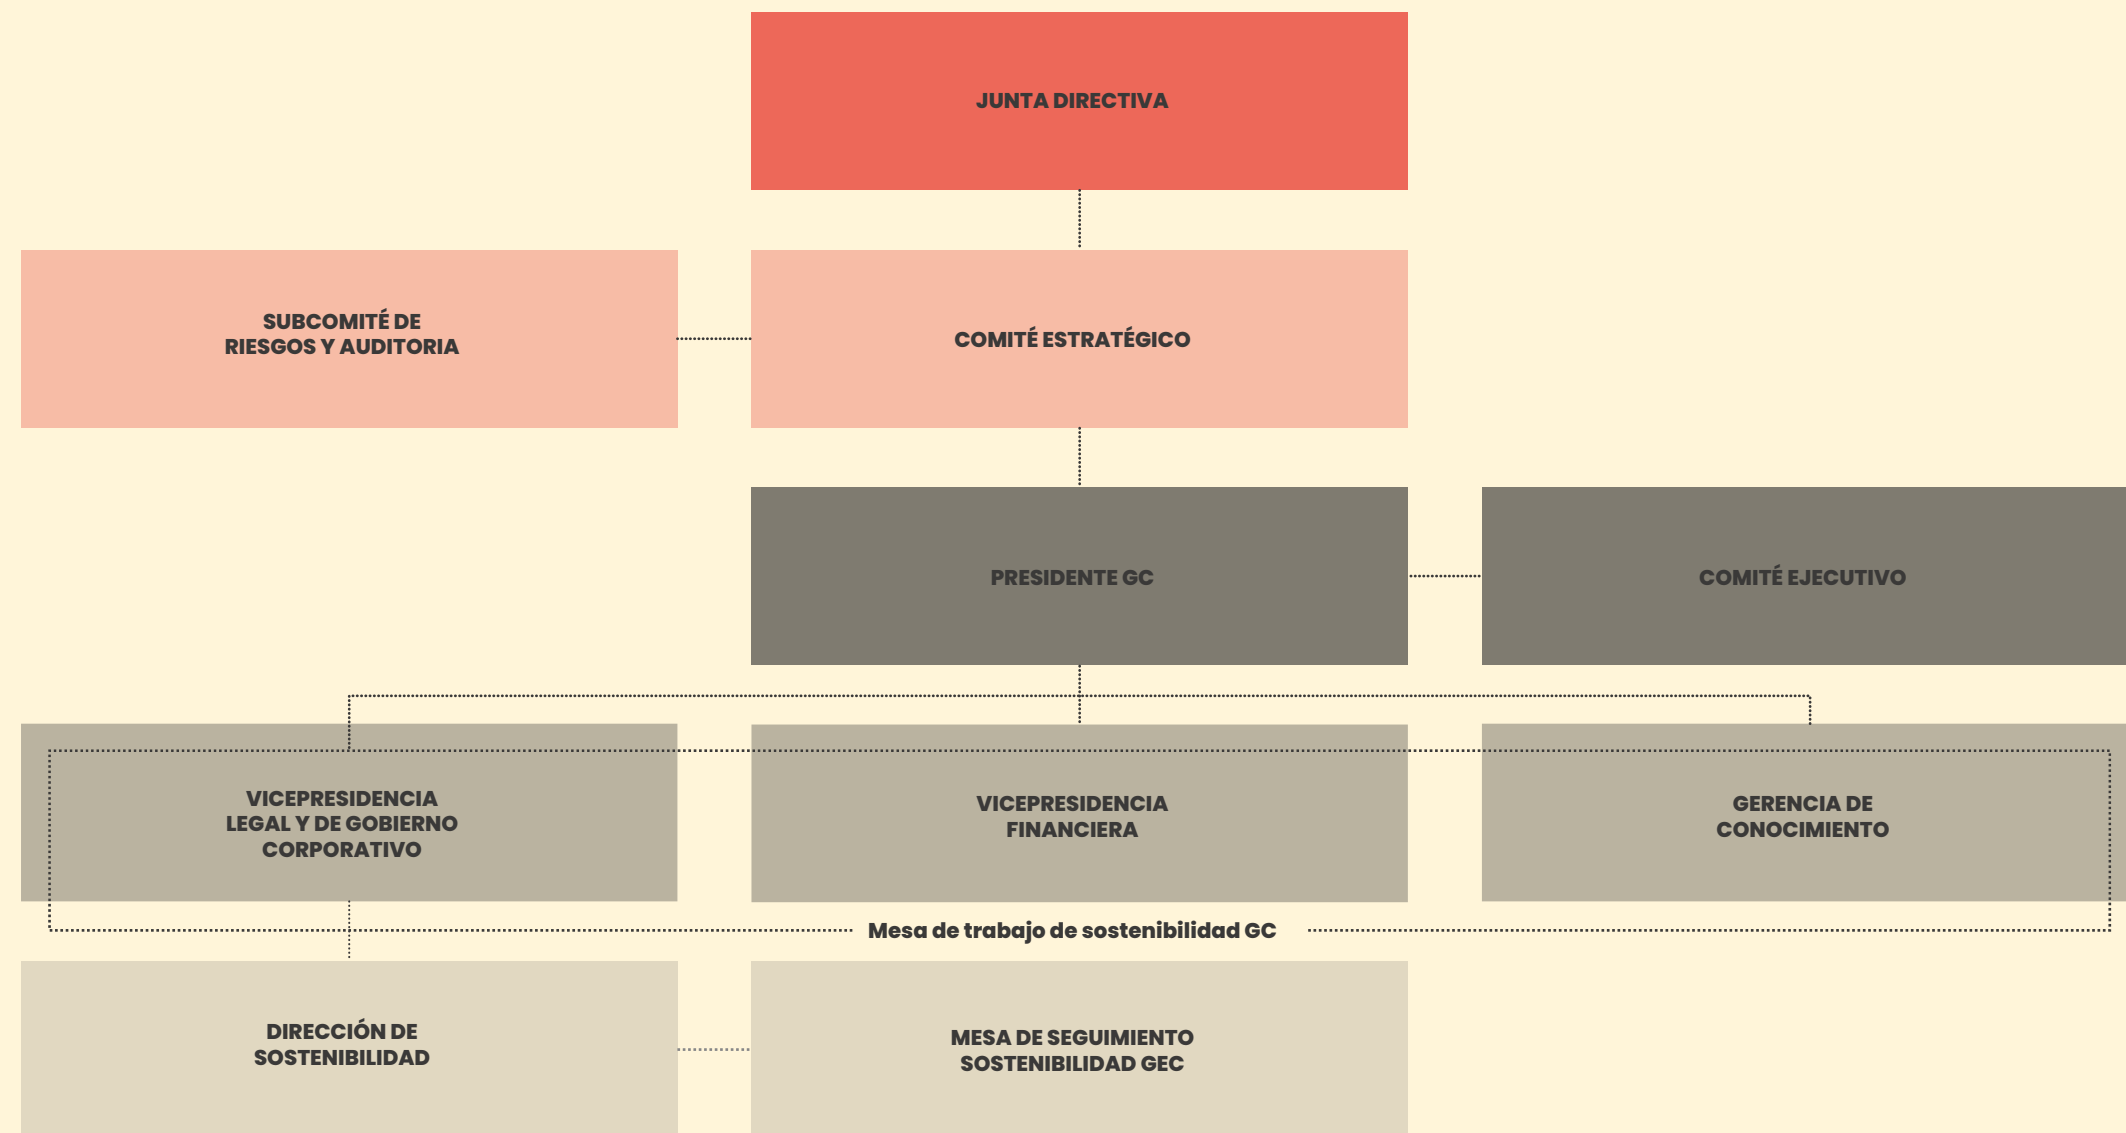 JUNTA DIRECTIVA
SUBCOMITÉ DE
RIESGOS Y AUDITORIA
COMITÉ ESTRATÉGICO
PRESIDENTE GC
COMITÉ EJECUTIVO
VICEPRESIDENCIA
LEGAL Y DE GOBIERNO
CORPORATIVO
VICEPRESIDENCIA
FINANCIERA
GERENCIA DE
CONOCIMIENTO
Mesa de trabajo de sostenibilidad GC
DIRECCIÓN DE
SOSTENIBILIDAD
MESA DE SEGUIMIENTO
SOSTENIBILIDAD GEC